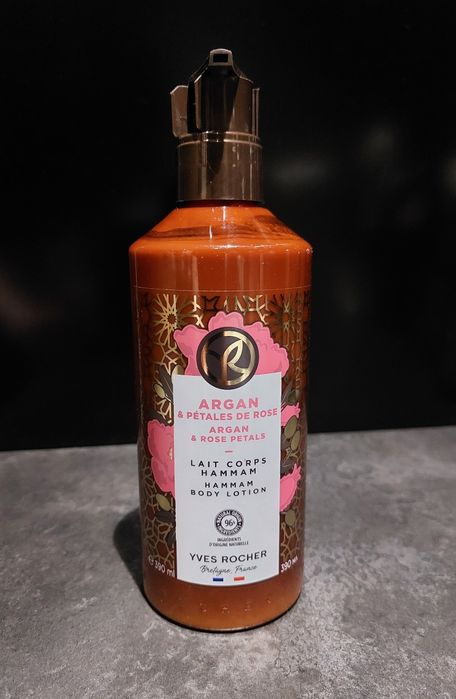 ARGAN
& PÉTALES DE ROSE
ARGAN
& ROSE PETALS
LAIT CORPS
HAMMAM
HAMMAM
BODY LOTION
96%
INGRÉDIENTS
D'ORIGINE NATURELLE
YVES ROCHER
Bretagne, France
e 390 ml
390 мл